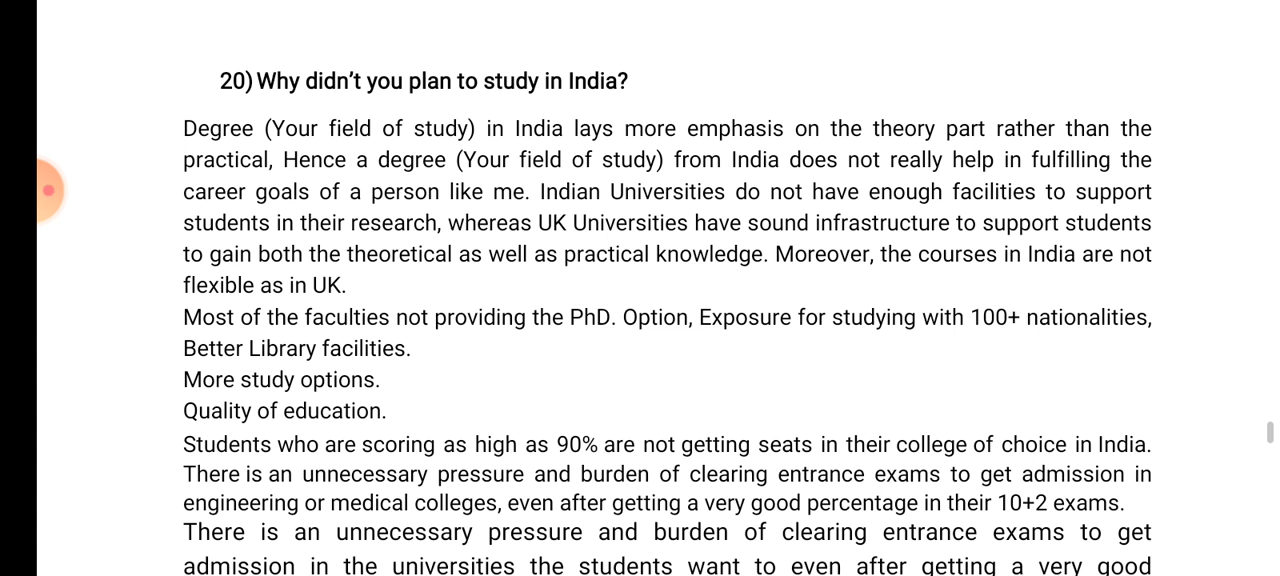 20) Why didn’t you plan to study in India?
Degree (Your field of study) in India lays more emphasis on the theory part rather than the
practical, Hence a degree (Your field of study) from India does not really help in fulfilling the
career goals of a person like me. Indian Universities do not have enough facilities to support
students in their research, whereas UK Universities have sound infrastructure to support students
to gain both the theoretical as well as practical knowledge. Moreover, the courses in India are not
flexible as in UK.
Most of the faculties not providing the PhD. Option, Exposure for studying with 100+ nationalities,
Better Library facilities.
More study options.
Quality of education.
Students who are scoring as high as 90% are not getting seats in their college of choice in India.
There is an unnecessary pressure and burden of clearing entrance exams to get admission in
engineering or medical colleges, even after getting a very good percentage in their 10+2 exams.
There is an unnecessary pressure and burden of clearing entrance exams to get
admission in the universities the students want to even after getting a very good